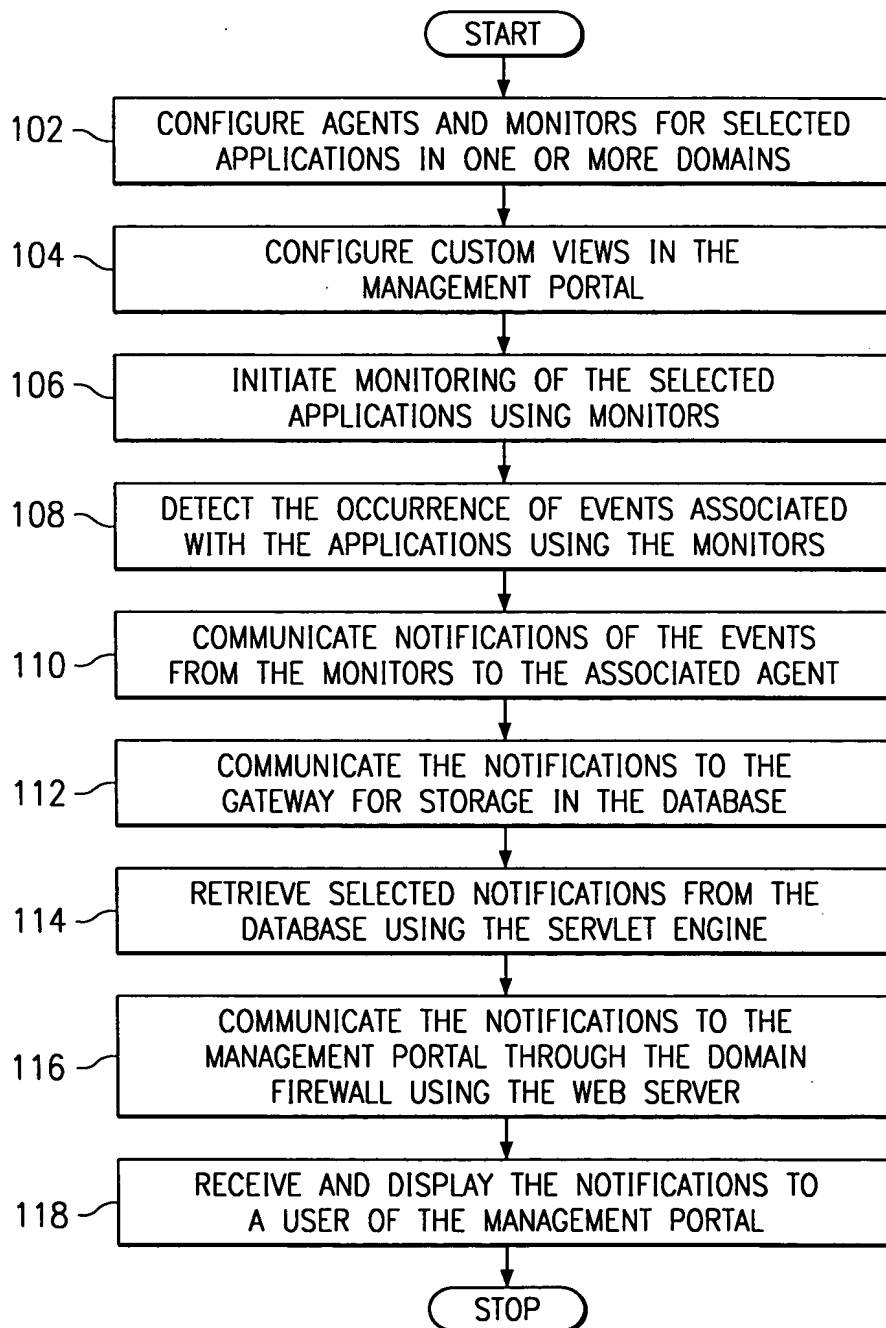 START
102
CONFIGURE AGENTS AND MONITORS FOR SELECTED
APPLICATIONS IN ONE OR MORE DOMAINS
104
CONFIGURE CUSTOM VIEWS IN THE
MANAGEMENT PORTAL
106
INITIATE MONITORING OF THE SELECTED
APPLICATIONS USING MONITORS
108
DETECT THE OCCURRENCE OF EVENTS ASSOCIATED
WITH THE APPLICATIONS USING THE MONITORS
110
COMMUNICATE NOTIFICATIONS OF THE EVENTS
FROM THE MONITORS TO THE ASSOCIATED AGENT
112
COMMUNICATE THE NOTIFICATIONS TO THE
GATEWAY FOR STORAGE IN THE DATABASE
114
RETRIEVE SELECTED NOTIFICATIONS FROM THE
DATABASE USING THE SERVLET ENGINE
116
COMMUNICATE THE NOTIFICATIONS TO THE
MANAGEMENT PORTAL THROUGH THE DOMAIN
FIREWALL USING THE WEB SERVER
118
RECEIVE AND DISPLAY THE NOTIFICATIONS TO
A USER OF THE MANAGEMENT PORTAL
STOP